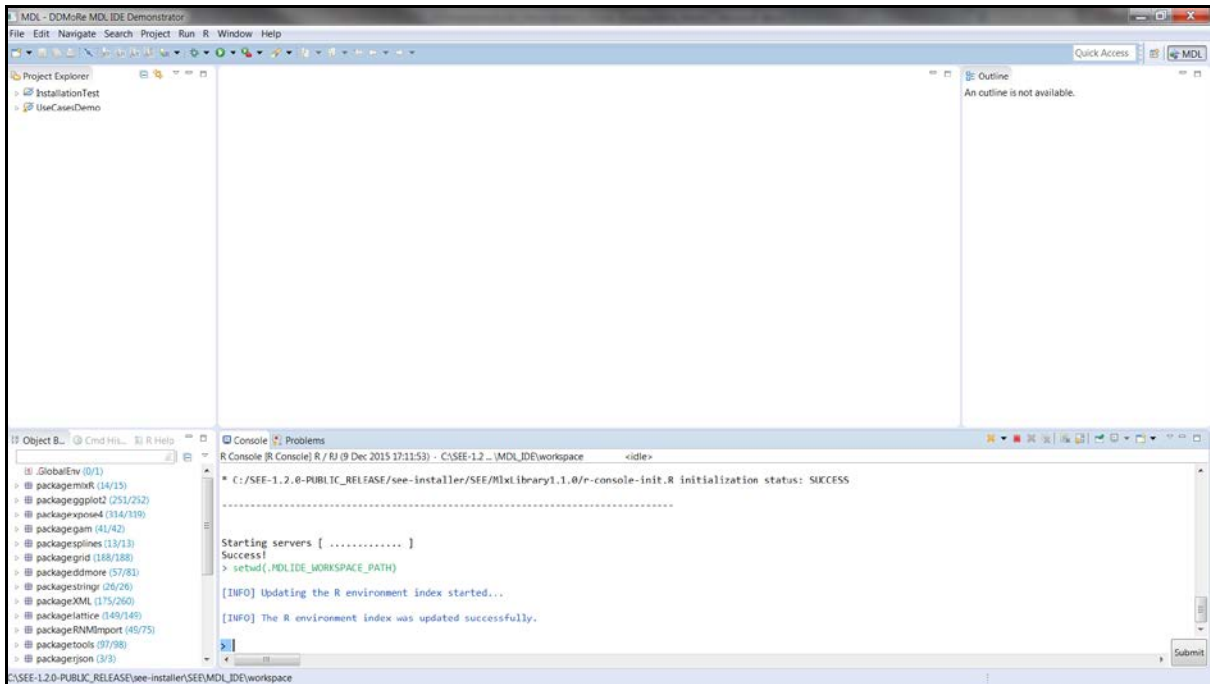 MDL - DDMoRe MDL IDE Demonstrator
File Edit Navigate Search Project Run R Window Help
Quick Access
MDL
Project Explorer
InstallationTest
UseCasesDemo
Outline
An outline is not available.
Object B... Cmd His... R Help
.GlobalEnv (0/1)
package:mlxR (14/15)
package:ggplot2 (251/252)
package:xpose4 (314/319)
package:gam (41/42)
package:splines (13/13)
package:grid (188/188)
package:ddmore (57/81)
package:stringr (26/26)
package:XML (175/260)
package:lattice (149/149)
package:RNMImport (45/75)
package:tools (97/98)
package:rjson (3/3)
Console Problems
R Console [R Console] R / RJ (9 Dec 2015 17:11:53) - C:\SEE-1.2 ... \MDL_IDE\workspace <idle>
* C:/SEE-1.2.0-PUBLIC_RELEASE/see-installer/SEE/MlxLibrary1.1.0/r-console-init.R initialization status: SUCCESS
--------------------------------------------------------------------------------
Starting servers [ ............. ]
Success!
> setwd(.MDLIDE_WORKSPACE_PATH)
[INFO] Updating the R environment index started...
[INFO] The R environment index was updated successfully.
>
Submit
C:\SEE-1.2.0-PUBLIC_RELEASE\see-installer\SEE\MDL_IDE\workspace